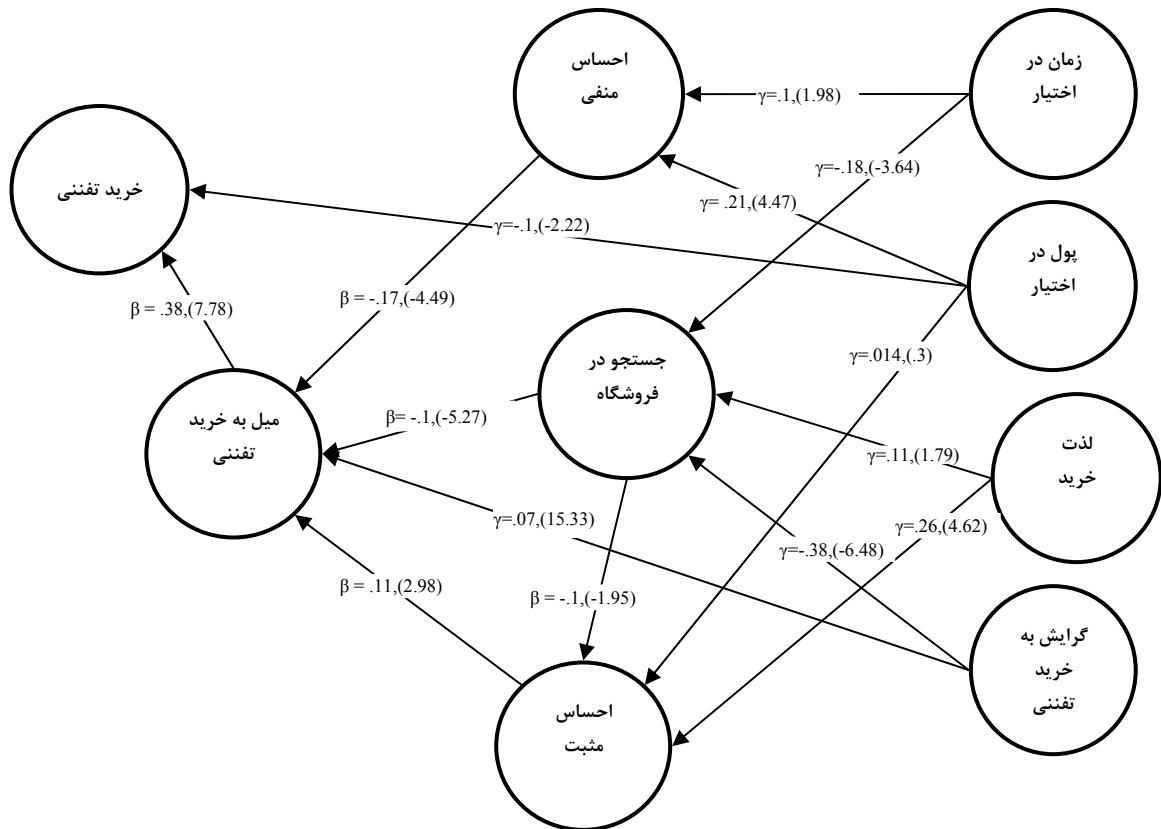 زمان در
اختیار
احساس
منفی
γ=.1,(1.98)
خرید تفننی
γ=-.18,(-3.64)
γ= .21,(4.47)
γ=-.1,(-2.22)
پول در
اختیار
β = -.17,(-4.49)
β = .38,(7.78)
γ=.014,(.3)
جستجو در
فروشگاه
میل به خرید
تفننی
β= -.1,(-5.27)
لذت
خرید
γ=.11,(1.79)
γ=.07,(15.33)
γ=.26,(4.62)
γ=-.38,(-6.48)
β = .11,(2.98)
β = -.1,(-1.95)
گرایش به
خرید
تفننی
احساس
مثبت